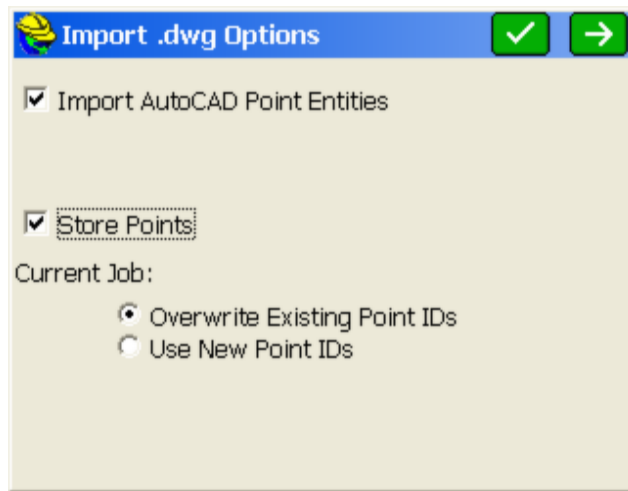 Import .dwg Options
Import AutoCAD Point Entities
Store Points
Current Job:
Overwrite Existing Point IDs
Use New Point IDs